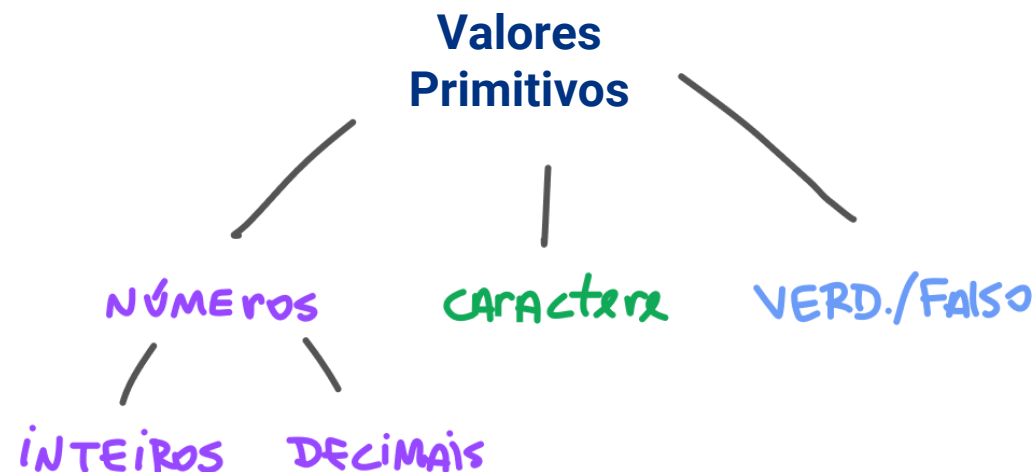 Valores
Primitivos
NÚMEros
CArActere
VERD./FAlSO
iNTEiROS DECiMAiS